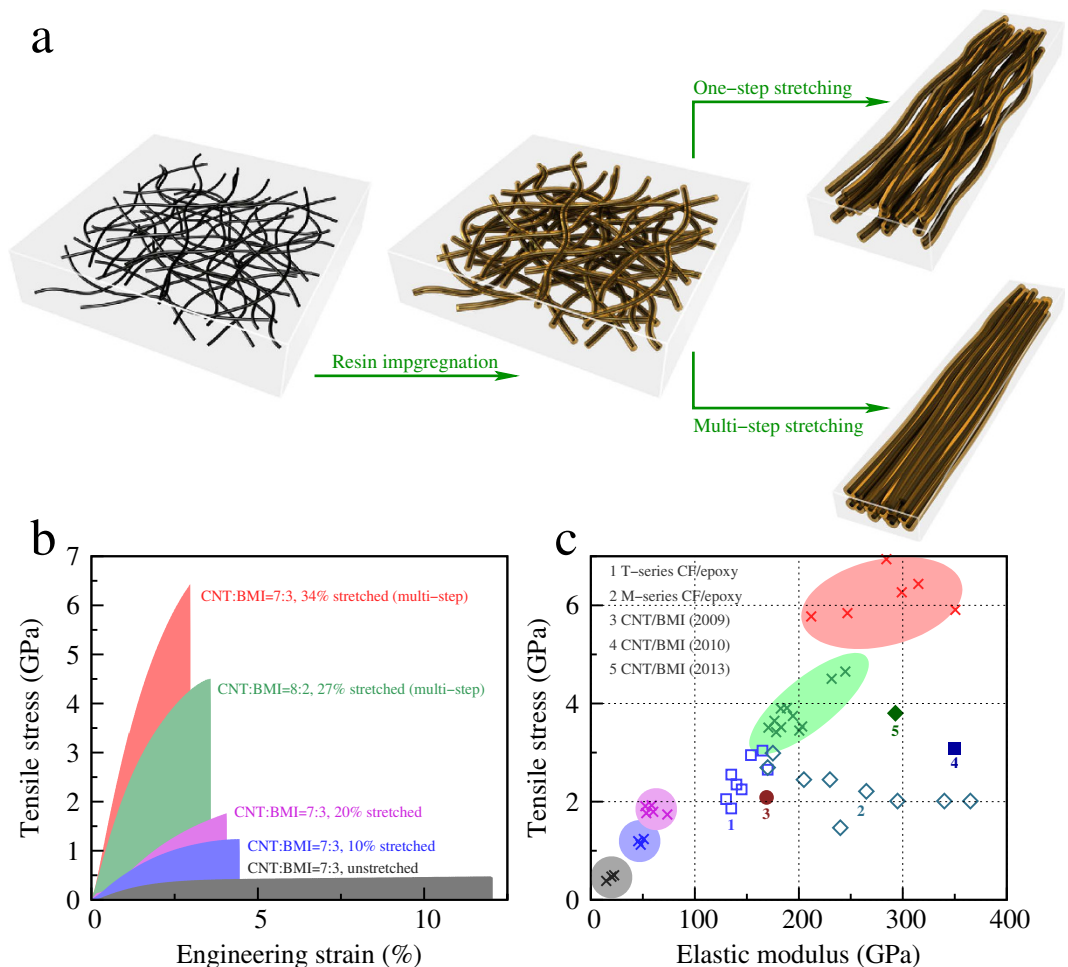 a
One−step stretching
Resin impgregnation
Multi−step stretching
b
7
6
5
4
3
2
1
0
Tensile stress (GPa)
CNT:BMI=7:3, 34% stretched (multi−step)
CNT:BMI=8:2, 27% stretched (multi−step)
CNT:BMI=7:3, 20% stretched
CNT:BMI=7:3, 10% stretched
CNT:BMI=7:3, unstretched
0 5 10
Engineering strain (%)
c
6
4
2
0
Tensile stress (GPa)
1 T−series CF/epoxy
2 M−series CF/epoxy
3 CNT/BMI (2009)
4 CNT/BMI (2010)
5 CNT/BMI (2013)
5
4
1
3
2
0 100 200 300 400
Elastic modulus (GPa)